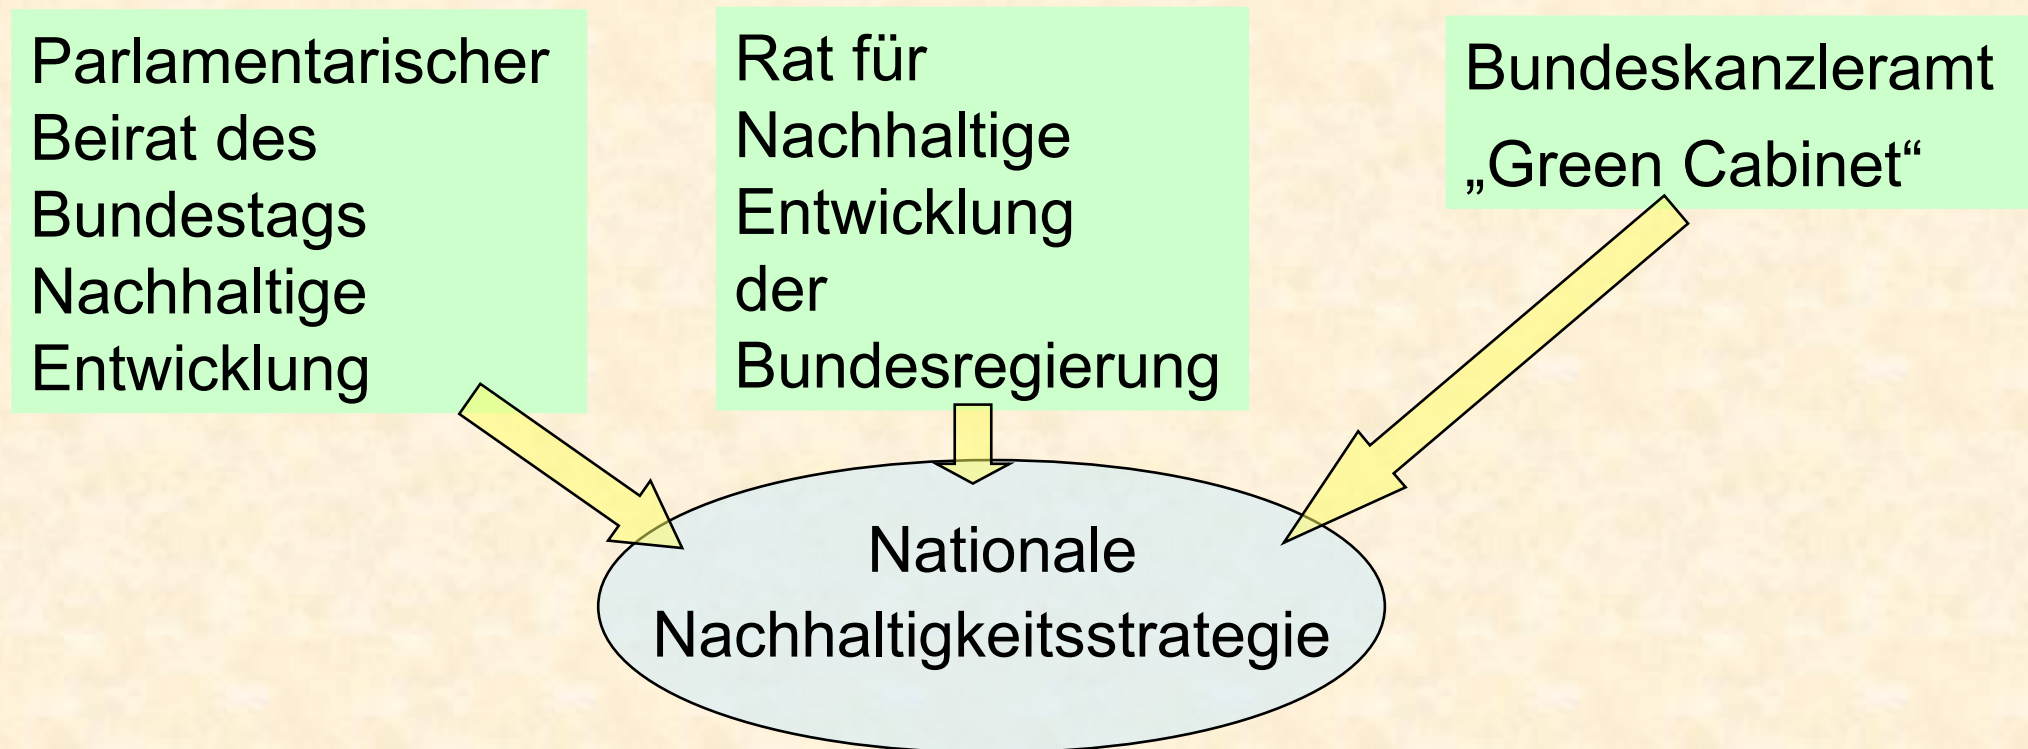 Parlamentarischer
Beirat des
Bundestags
Nachhaltige
Entwicklung
Rat für
Nachhaltige
Entwicklung
der
Bundesregierung
Bundeskanzleramt
„Green Cabinet“
Nationale
Nachhaltigkeitsstrategie